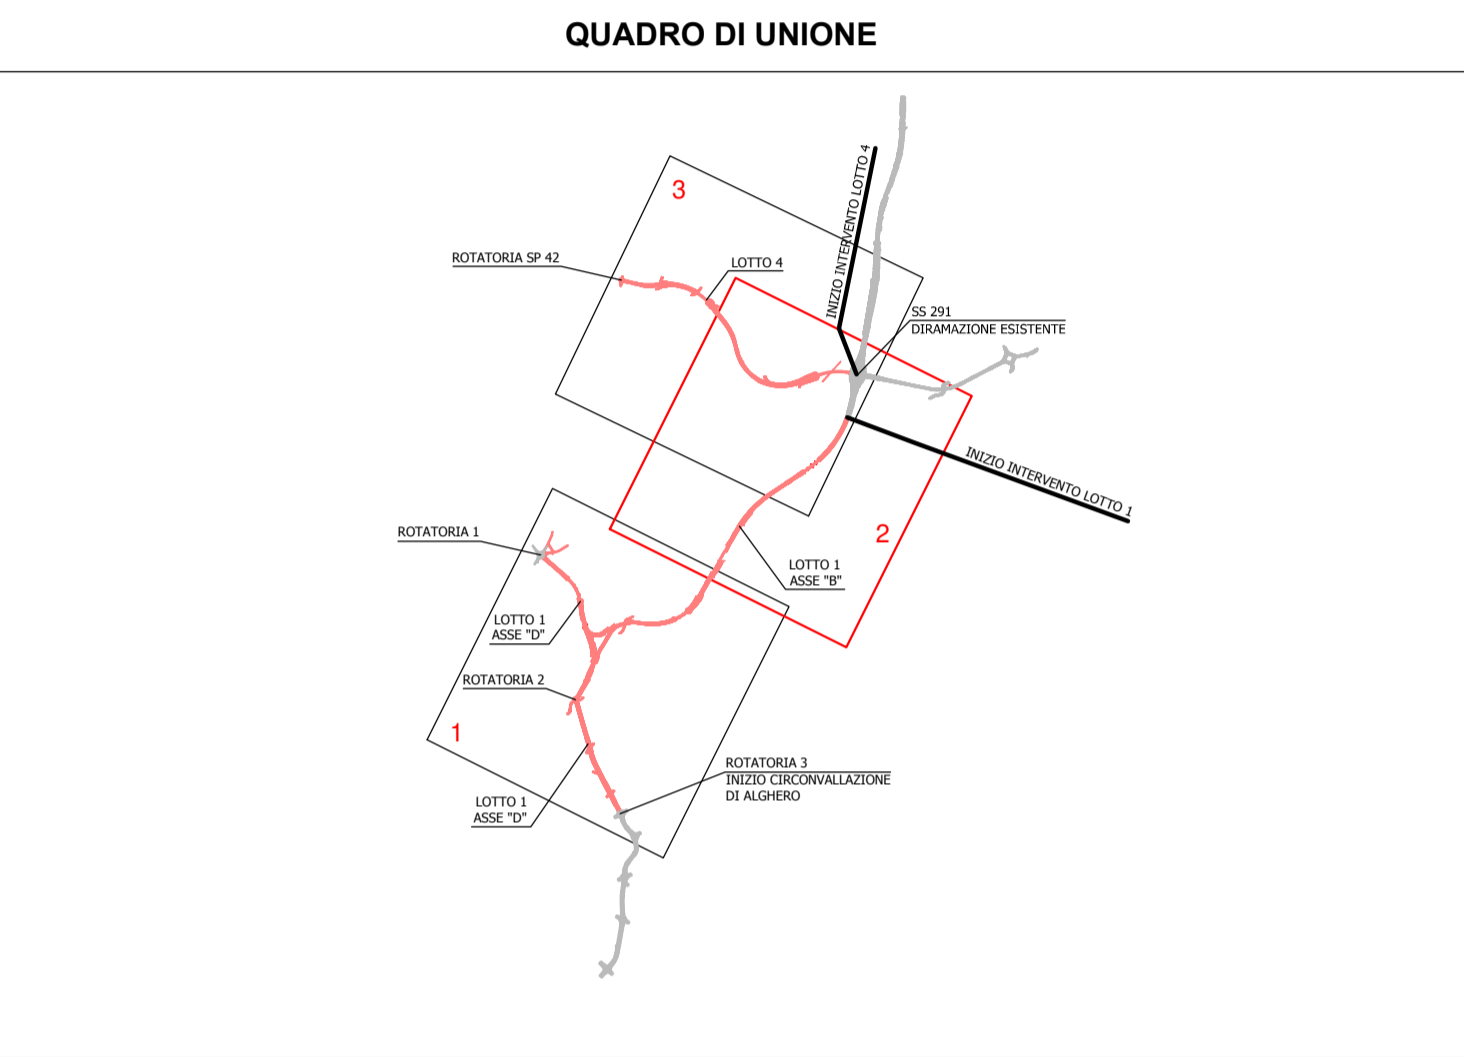 QUADRO DI UNIONE
3
INIZIO INTERVENTO LOTTO 4
ROTATORIA SP 42
LOTTO 4
SS 291
DIRAMAZIONE ESISTENTE
INIZIO INTERVENTO LOTTO 1
2
ROTATORIA 1
LOTTO 1
ASSE "B"
LOTTO 1
ASSE "D"
ROTATORIA 2
1
ROTATORIA 3
INIZIO CIRCONVALLAZIONE
DI ALGHERO
LOTTO 1
ASSE "D"